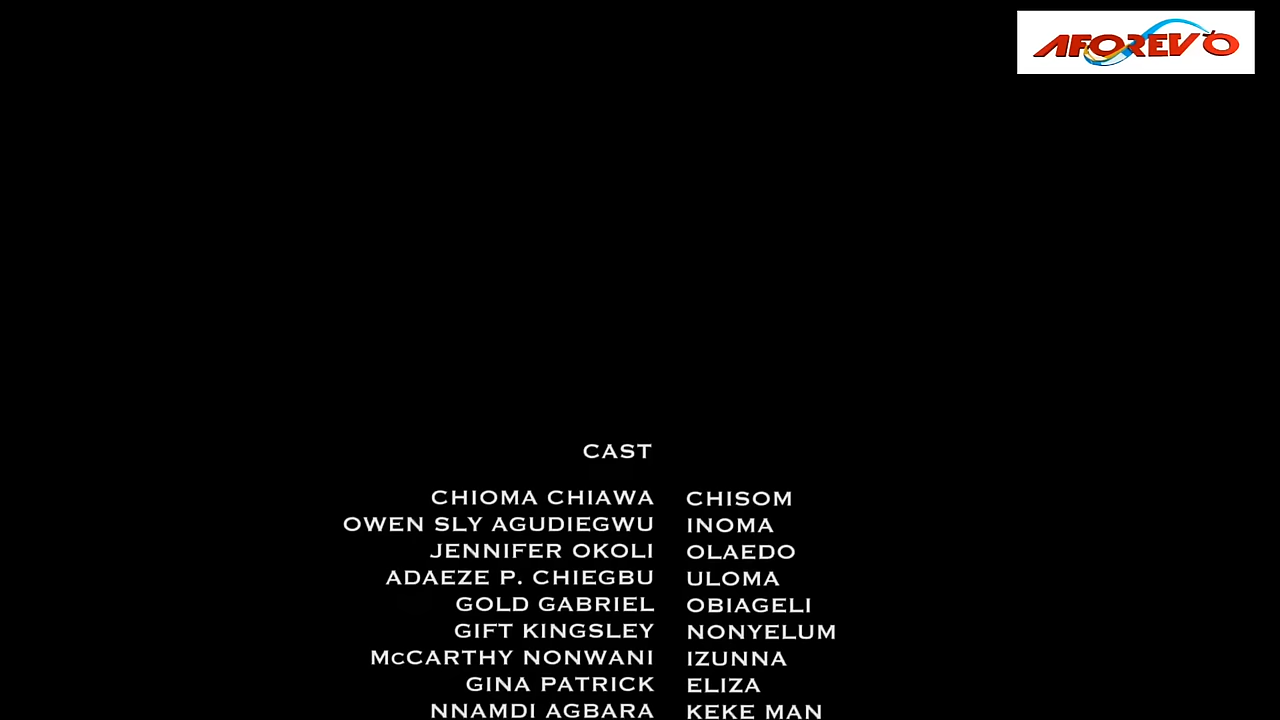 AFOREVO
CAST
CHIOMA CHIAWA CHISOM
OWEN SLY AGUDIEGWU INOMA
JENNIFER OKOLI OLAEDO
ADAEZE P. CHIEGBU ULOMA
GOLD GABRIEL OBIAGELI
GIFT KINGSLEY NONYELUM
McCARTHY NONWANI IZUNNA
GINA PATRICK ELIZA
NNAMDI AGBARA KEKE MAN